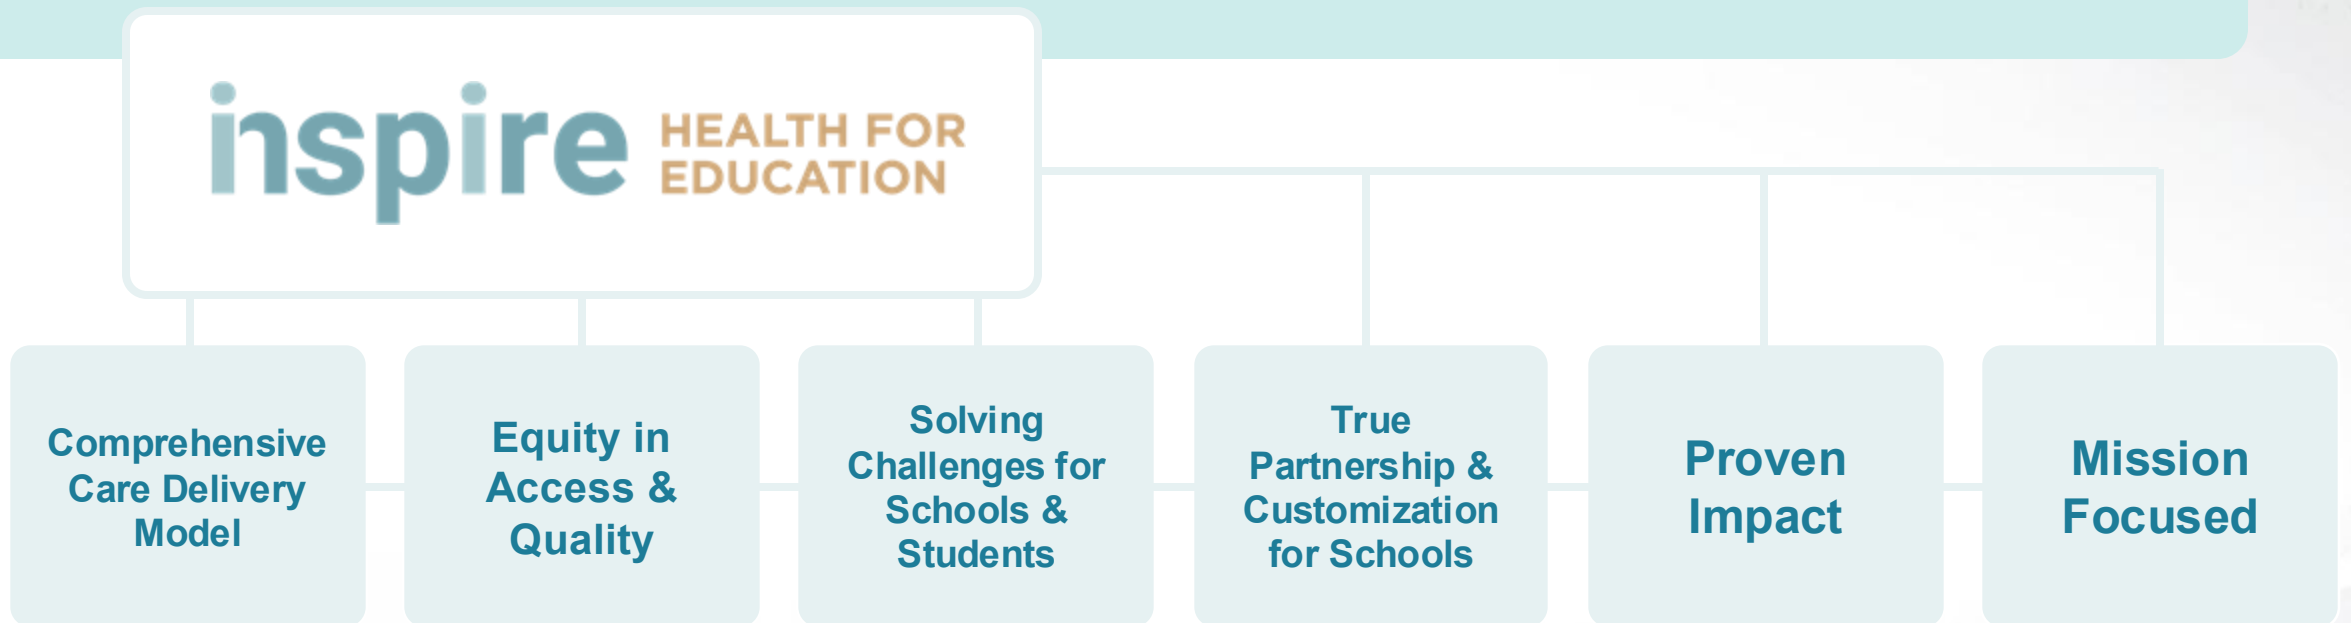 inspire HEALTH FOR
EDUCATION
Comprehensive
Care Delivery
Model
Equity in
Access &
Quality
Solving
Challenges for
Schools &
Students
True
Partnership &
Customization
for Schools
Proven
Impact
Mission
Focused